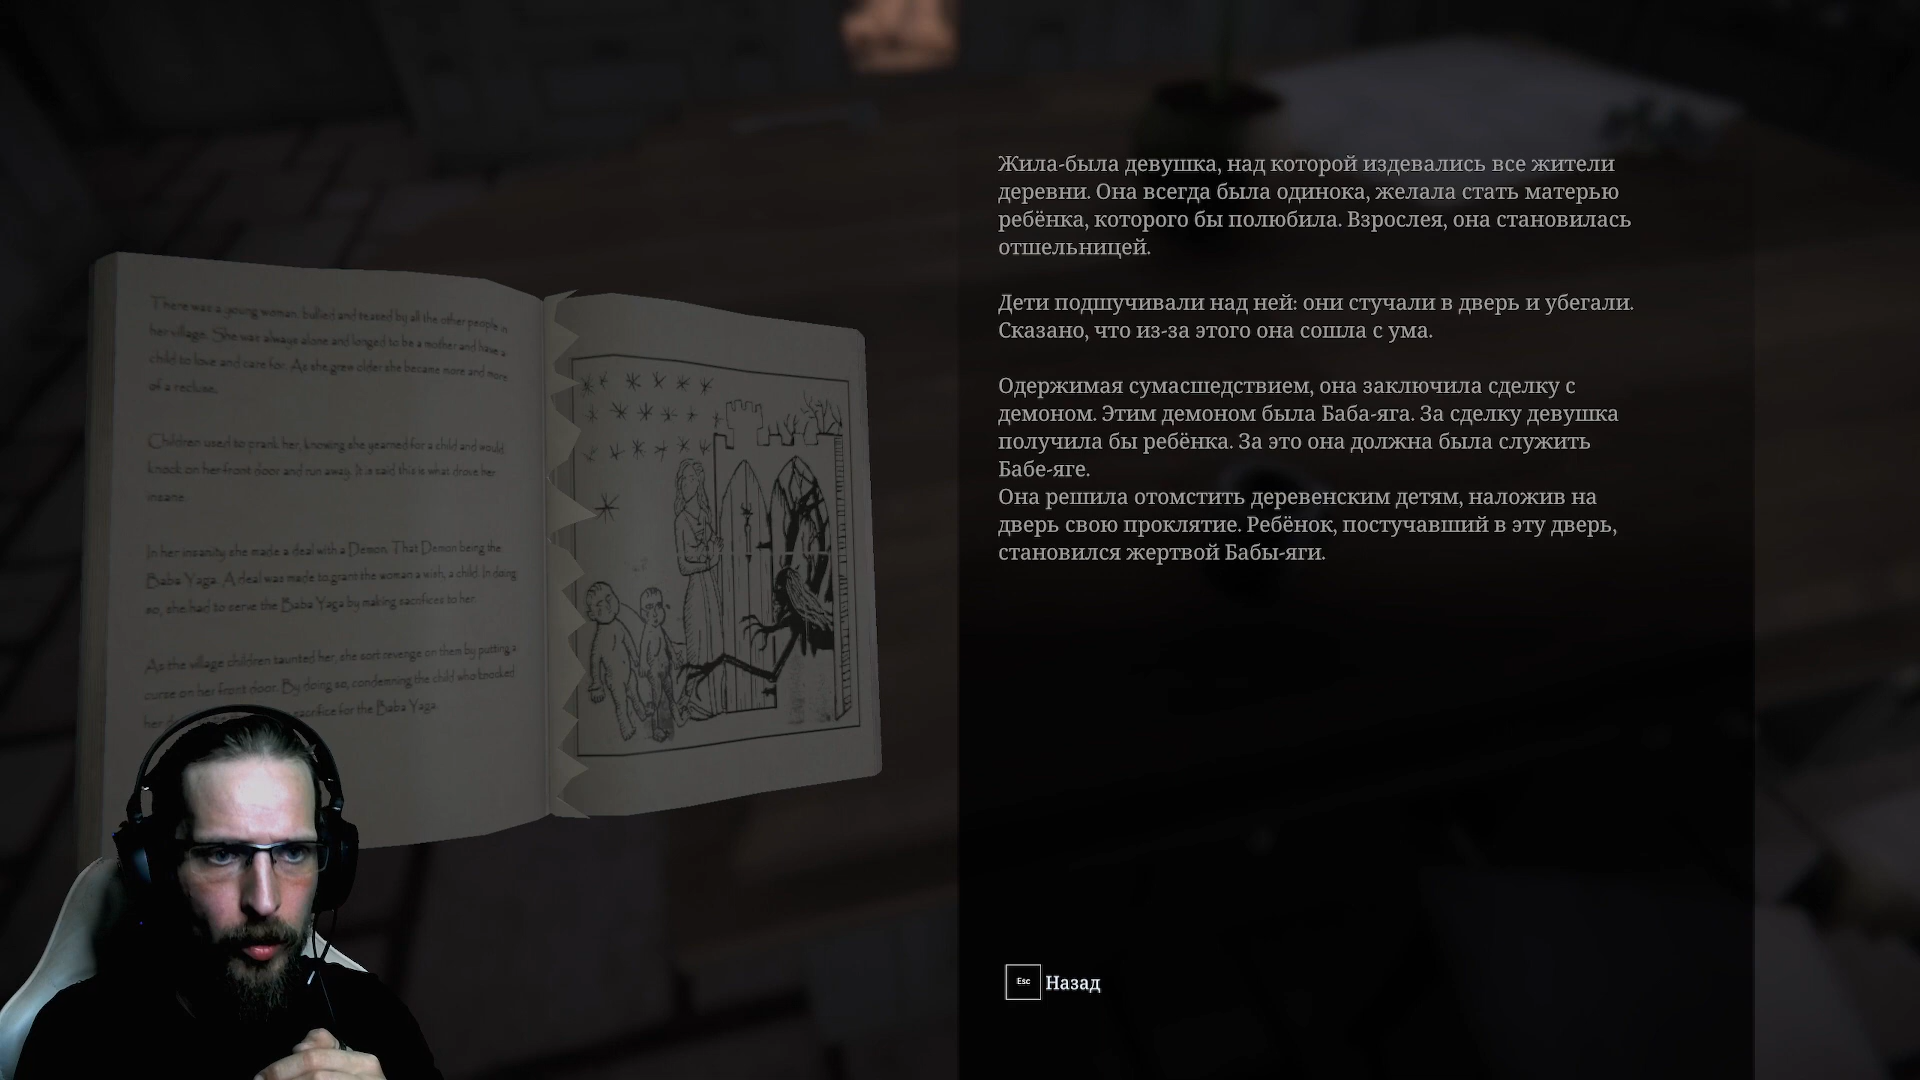 There was a young woman, bullied and teased by all the other people in
her village. She was always alone and longed to be a mother and have a
child to love and care for. As she grew older she became more and more
of a recluse.
Children used to prank her, knowing she yearned for a child and would
knock on her front door and run away. It is said this is what drove her
insane.
In her insanity she made a deal with a Demon. That Demon being the
Baba Yaga. A deal was made to grant the woman a wish, a child. In doing
so, she had to serve the Baba Yaga by making sacrifices to her.
As the village children taunted her, she sort revenge on them by putting a
curse on her front door. By doing so, condemning the child who knocked
her sacrifice for the Baba Yaga.
Жила-была девушка, над которой издевались все жители
деревни. Она всегда была одинока, желала стать матерью
ребёнка, которого бы полюбила. Взрослея, она становилась
отшельницей.
Дети подшучивали над ней: они стучали в дверь и убегали.
Сказано, что из-за этого она сошла с ума.
Одержимая сумасшедствием, она заключила сделку с
демоном. Этим демоном была Баба-яга. За сделку девушка
получила бы ребёнка. За это она должна была служить
Бабе-яге.
Она решила отомстить деревенским детям, наложив на
дверь свою проклятие. Ребёнок, постучавший в эту дверь,
становился жертвой Бабы-яги.
Esc Назад